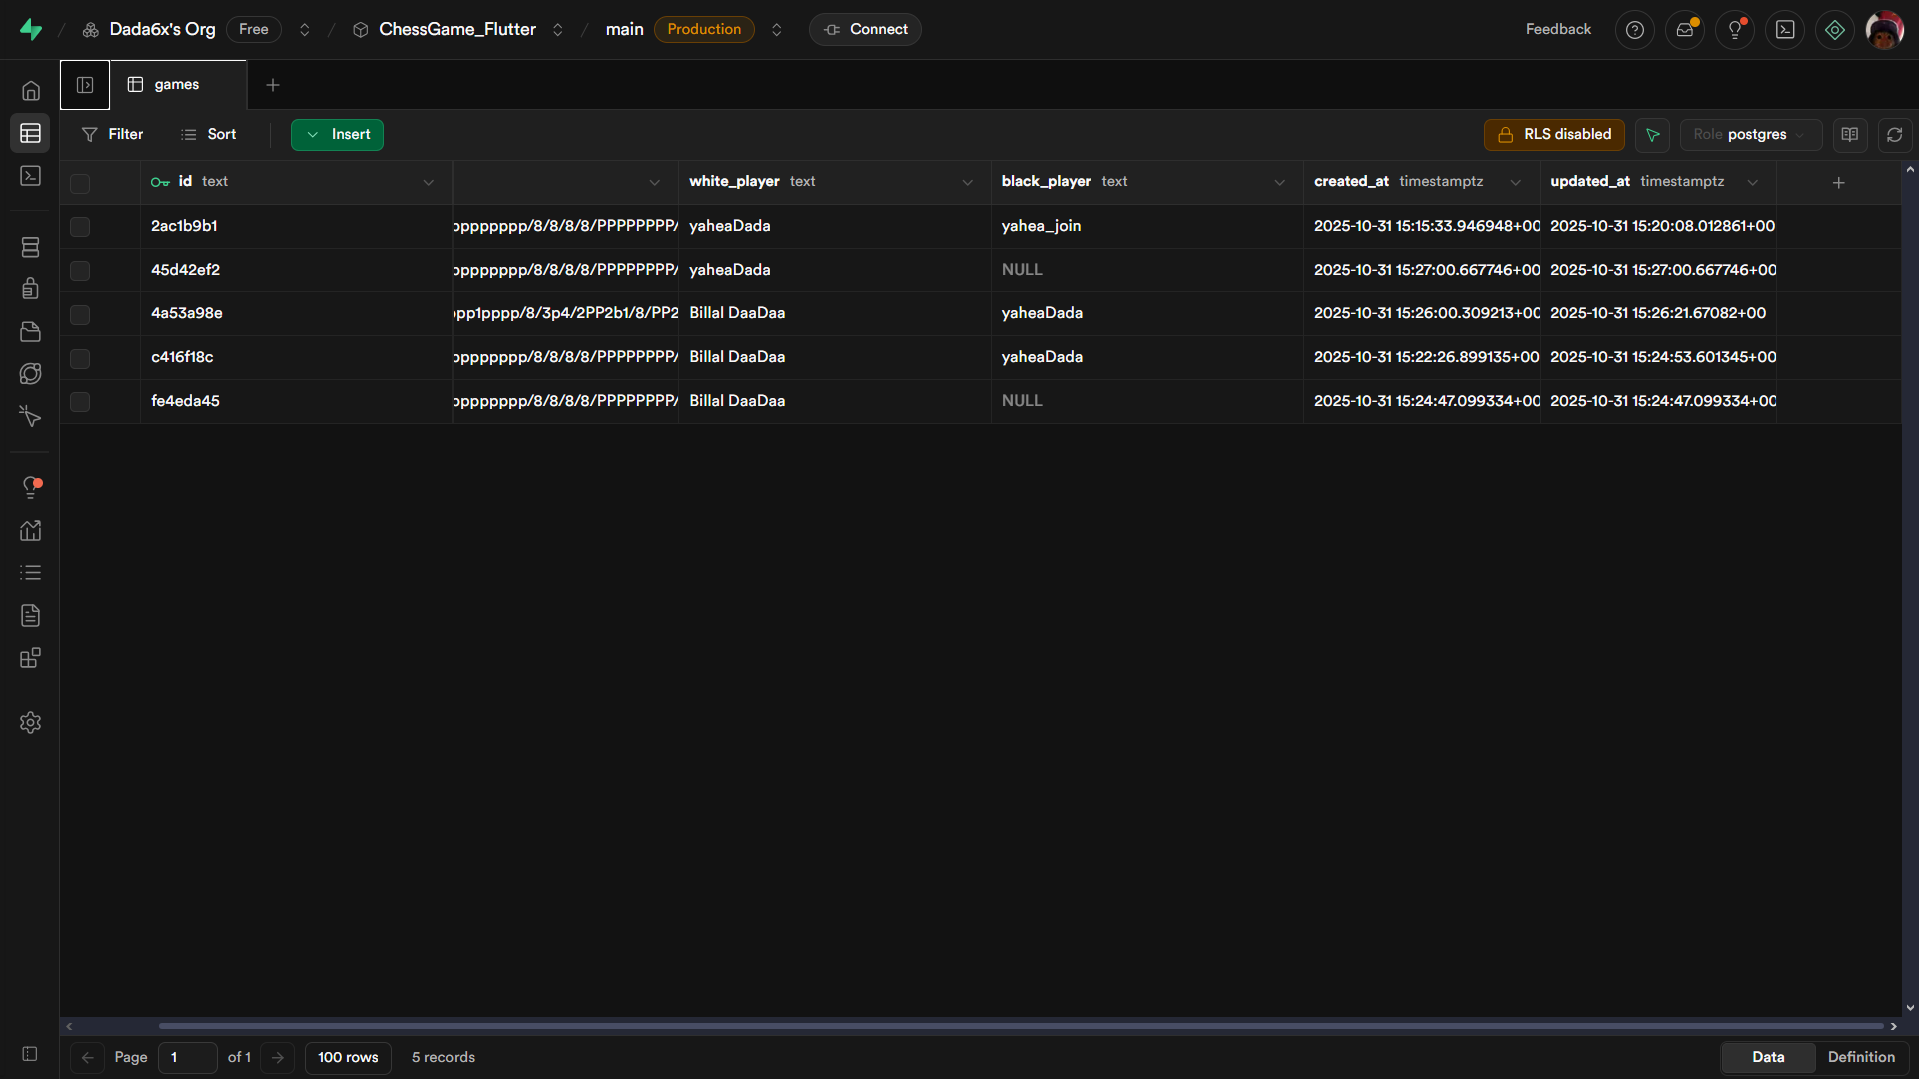 Dada6x's Org Free ChessGame_Flutter main Production Connect Feedback
games
Filter Sort Insert RLS disabled Role postgres
id text white_player text black_player text created_at timestamptz updated_at timestamptz
2ac1b9b1 pppppppp/8/8/8/8/PPPPPPPP/ yaheaDada yahea_join 2025-10-31 15:15:33.946948+00 2025-10-31 15:20:08.012861+00
45d42ef2 pppppppp/8/8/8/8/PPPPPPPP/ yaheaDada NULL 2025-10-31 15:27:00.667746+00 2025-10-31 15:27:00.667746+00
4a53a98e ppp1pppp/8/3p4/2PP2b1/8/PP2 Billal DaaDaa yaheaDada 2025-10-31 15:26:00.309213+00 2025-10-31 15:26:21.67082+00
c416f18c pppppppp/8/8/8/8/PPPPPPPP/ Billal DaaDaa yaheaDada 2025-10-31 15:22:26.899135+00 2025-10-31 15:24:53.601345+00
fe4eda45 pppppppp/8/8/8/8/PPPPPPPP/ Billal DaaDaa NULL 2025-10-31 15:24:47.099334+00 2025-10-31 15:24:47.099334+00
Page 1 of 1 100 rows 5 records Data Definition